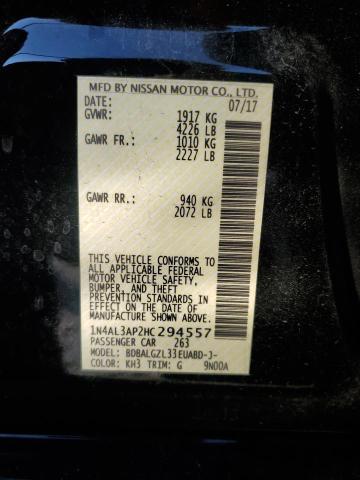 MFD BY NISSAN MOTOR CO., LTD.
DATE: 07/17
GVWR: 1917 KG
4226 LB
GAWR FR: 1010 KG
2227 LB
GAWR RR: 940 KG
2072 LB
THIS VEHICLE CONFORMS TO
ALL APPLICABLE FEDERAL
MOTOR VEHICLE SAFETY,
BUMPER, AND THEFT
PREVENTION STANDARDS IN
EFFECT ON THE DATE OF
MANUFACTURE SHOWN ABOVE.
1N4AL3AP2HC294557
PASSENGER CAR 263
MODEL: BDBALGZL33EUABD-J-
COLOR: KH3 TRIM: G 9N00A